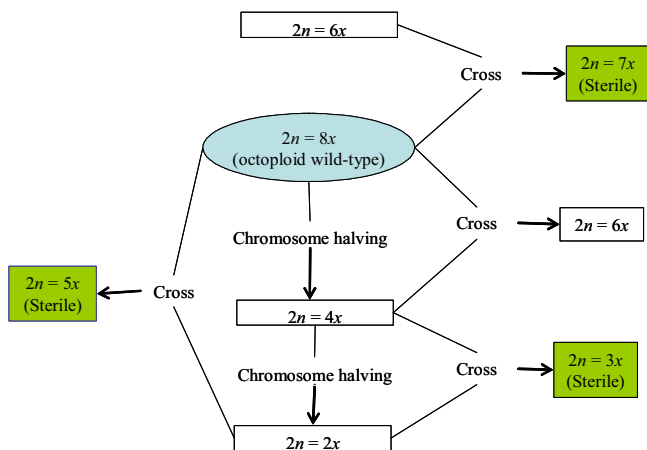 2n = 6x
Cross
2n = 7x
(Sterile)
2n = 8x
(octoploid wild-type)
Cross
2n = 6x
Chromosome halving
2n = 5x
(Sterile)
Cross
2n = 4x
Chromosome halving
Cross
2n = 3x
(Sterile)
2n = 2x